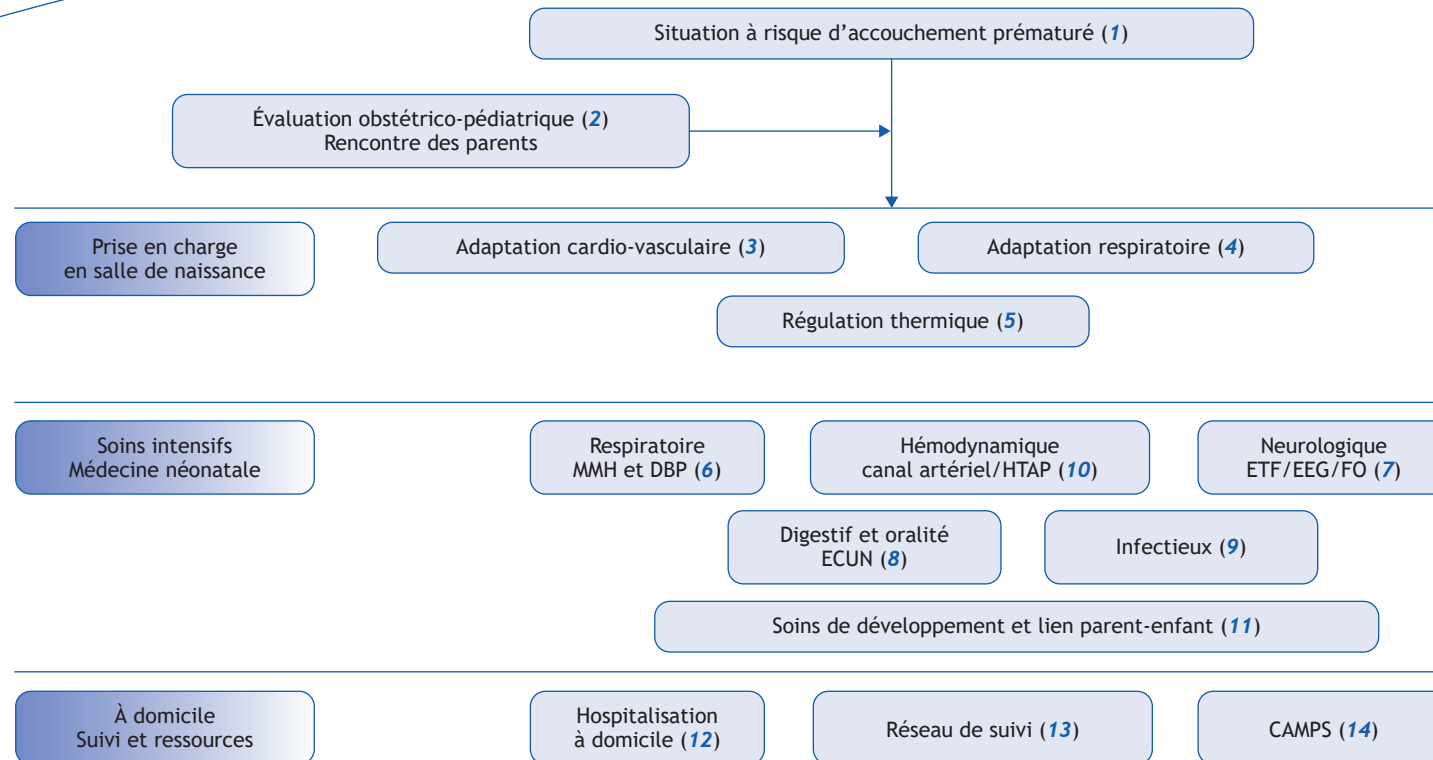 Situation à risque d’accouchement prématuré (1)
Évaluation obstétrico-pédiatrique (2)
Rencontre des parents
Prise en charge
en salle de naissance
Adaptation cardio-vasculaire (3)
Adaptation respiratoire (4)
Régulation thermique (5)
Soins intensifs
Médecine néonatale
Respiratoire
MMH et DBP (6)
Hémodynamique
canal artériel/HTAP (10)
Neurologique
ETF/EEG/FO (7)
Digestif et oralité
ECUN (8)
Infectieux (9)
Soins de développement et lien parent-enfant (11)
À domicile
Suivi et ressources
Hospitalisation
à domicile (12)
Réseau de suivi (13)
CAMPS (14)